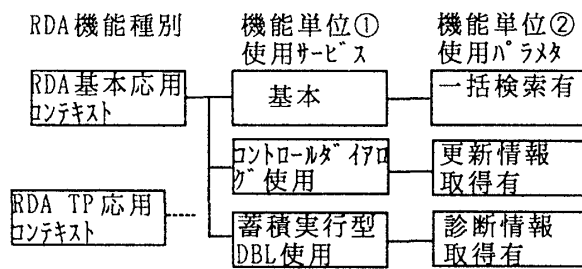 RDA機能種別
機能単位①
使用サービス
機能単位②
使用パラメタ
RDA基本応用
コンテキスト
基本
一括検索有
コントロールダイアロ
グ使用
更新情報
取得有
RDA TP応用
コンテキスト
蓄積実行型
DBL使用
診断情報
取得有